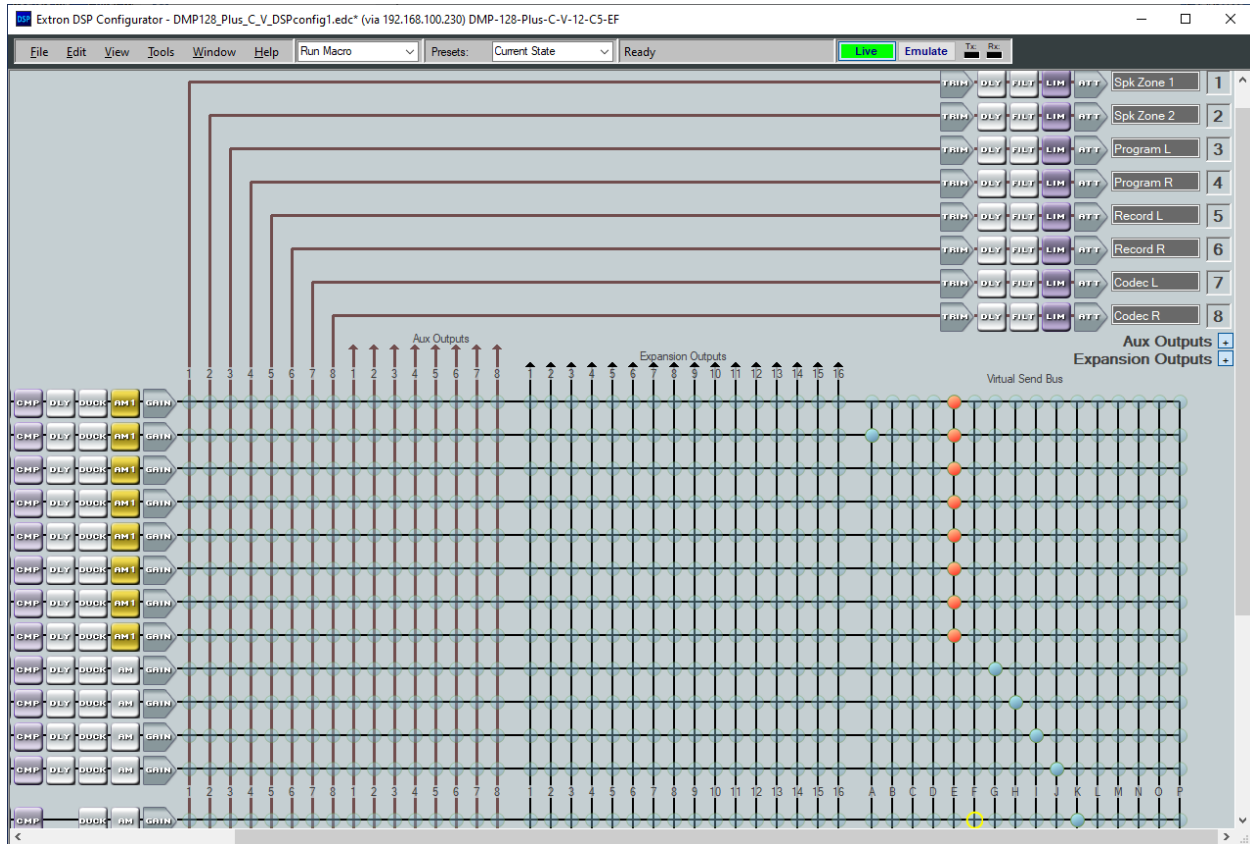 Extron DSP Configurator - DMP128_Plus_C_V_DSPconfig1.edc* (via 192.168.100.230) DMP-128-Plus-C-V-12-C5-EF
File Edit View Tools Window Help Run Macro Presets: Current State Ready Live Emulate Tx: Rx:
TRIM DLY FILT LIM ATT Spk Zone 1 1
TRIM DLY FILT LIM ATT Spk Zone 2 2
TRIM DLY FILT LIM ATT Program L 3
TRIM DLY FILT LIM ATT Program R 4
TRIM DLY FILT LIM ATT Record L 5
TRIM DLY FILT LIM ATT Record R 6
TRIM DLY FILT LIM ATT Codec L 7
TRIM DLY FILT LIM ATT Codec R 8
Aux Outputs Aux Outputs +
Expansion Outputs Expansion Outputs +
1 2 3 4 5 6 7 8 1 2 3 4 5 6 7 8 1 2 3 4 5 6 7 8 9 10 11 12 13 14 15 16 Virtual Send Bus
CMP DLY DUCK AM1 GAIN
CMP DLY DUCK AM1 GAIN
CMP DLY DUCK AM1 GAIN
CMP DLY DUCK AM1 GAIN
CMP DLY DUCK AM1 GAIN
CMP DLY DUCK AM1 GAIN
CMP DLY DUCK AM1 GAIN
CMP DLY DUCK AM1 GAIN
CMP DLY DUCK AM GAIN
CMP DLY DUCK AM GAIN
CMP DLY DUCK AM GAIN
CMP DLY DUCK AM GAIN
1 2 3 4 5 6 7 8 1 2 3 4 5 6 7 8 1 2 3 4 5 6 7 8 9 10 11 12 13 14 15 16 A B C D E F G H I J K L M N O P
CMP DUCK AM GAIN